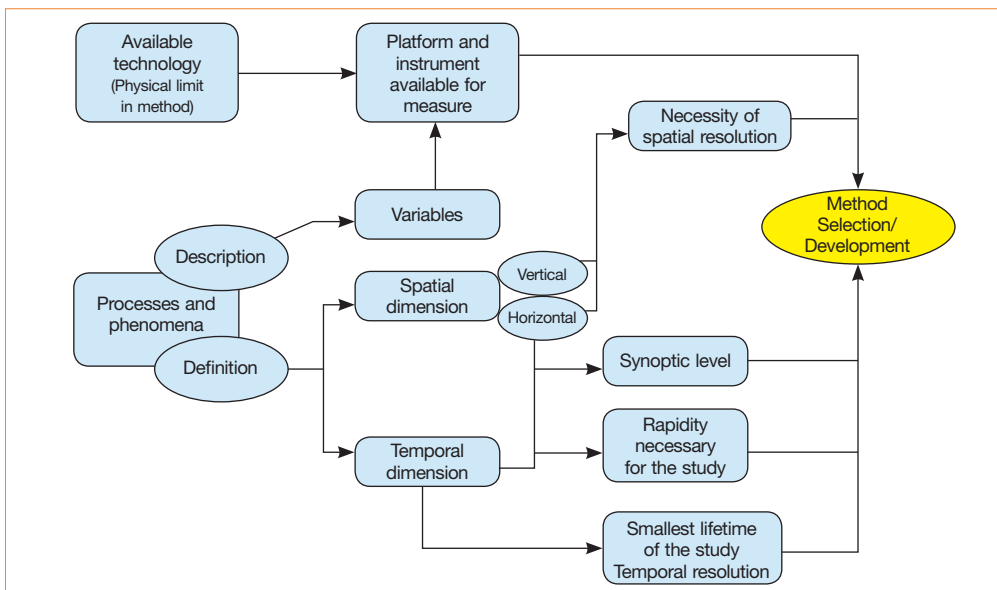 Available
technology
(Physical limit
in method)
Platform and
instrument
available for
measure
Necessity of
spatial resolution
Variables
Method
Selection/
Development
Description
Processes and
phenomena
Definition
Spatial
dimension
Vertical
Horizontal
Synoptic level
Rapidity
necessary
for the study
Temporal
dimension
Smallest lifetime
of the study
Temporal resolution